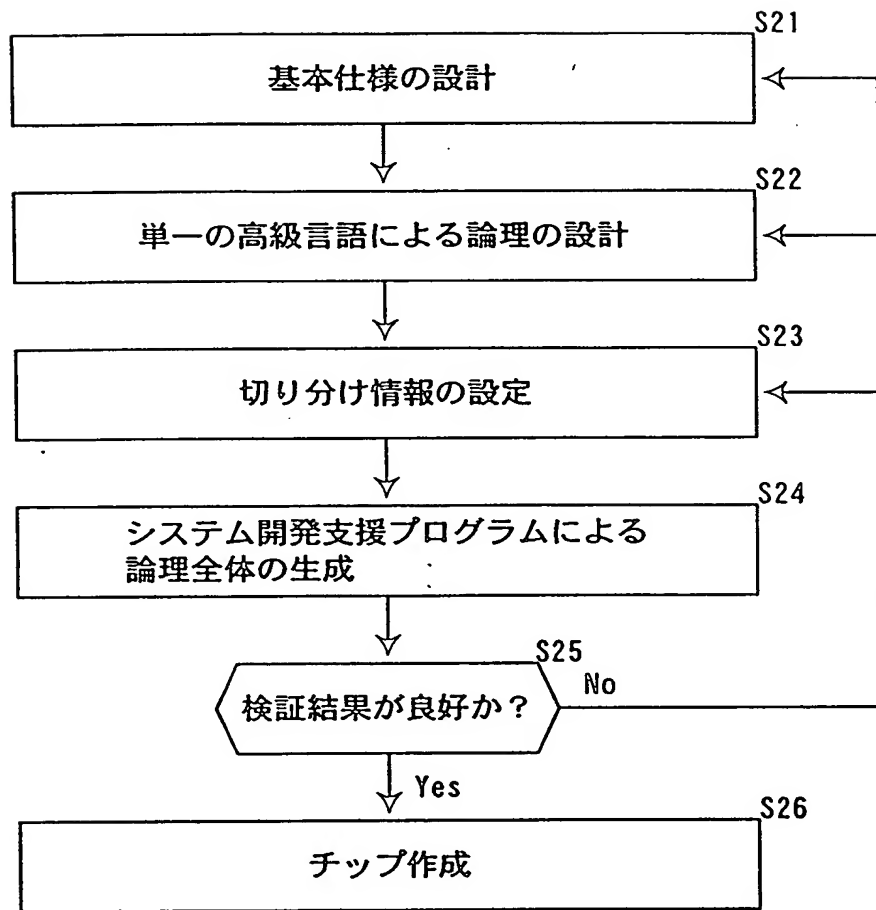 S21
基本仕様の設計
S22
単一の高級言語による論理の設計
S23
切り分け情報の設定
S24
システム開発支援プログラムによる
論理全体の生成
S25
検証結果が良好か?
No
Yes
S26
チップ作成